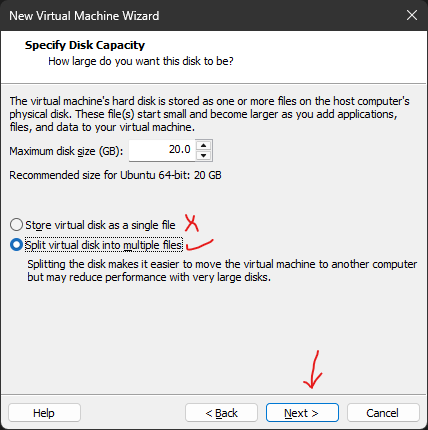 New Virtual Machine Wizard
Specify Disk Capacity
How large do you want this disk to be?
The virtual machine's hard disk is stored as one or more files on the host computer's
physical disk. These file(s) start small and become larger as you add applications,
files, and data to your virtual machine.
Maximum disk size (GB): 20.0
Recommended size for Ubuntu 64-bit: 20 GB
Store virtual disk as a single file
Split virtual disk into multiple files
Splitting the disk makes it easier to move the virtual machine to another computer
but may reduce performance with very large disks.
Help < Back Next > Cancel